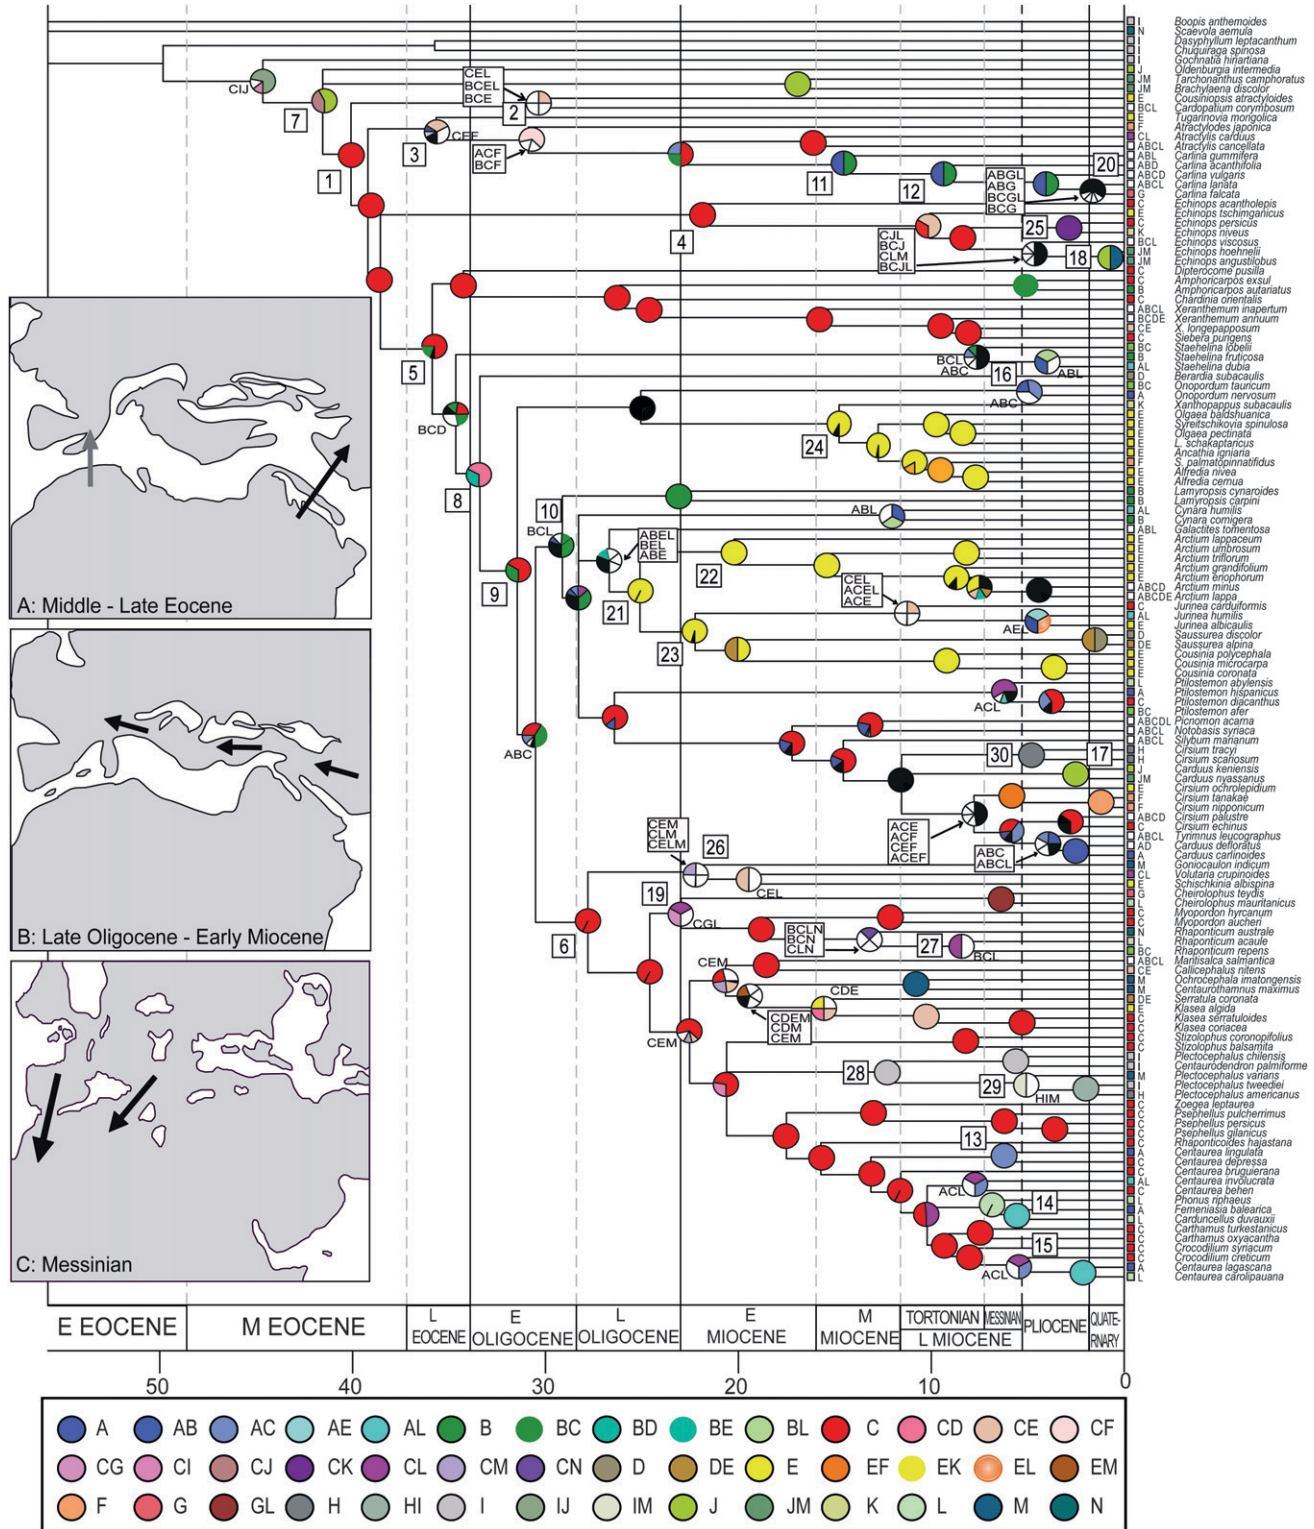 I Boopis anthemoides
N Scaevola aemula
I Dasyphyllum leptacanthum
I Chuquiraga spinosa
I Gochnatia hiriartiana
J Oldenburgia intermedia
JM Tarchonanthus camphoratus
JM Brachylaena discolor
E Cousiniopsis atractyloides
BCL Cardopatium corymbosum
E Tugarinovia mongolica
F Atractylodes japonica
CL Atractylis carduus
ABCL Atractylis cancellata
ABL Carlina gummifera
ABD Carlina acanthifolia
ABCD Carlina vulgaris
ABCL Carlina lanata
G Carlina falcata
C Echinops acantholepis
E Echinops tschimganicus
C Echinops persicus
K Echinops niveus
BCL Echinops viscosus
JM Echinops hoehnelii
JM Echinops angustilobus
C Dipterocome pusilla
C Amphoricarpos exsul
B Amphoricarpos autariatus
C Chardinia orientalis
ABCL Xeranthemum inapertum
BCDE Xeranthemum annuum
CE X. longepapposum
C Siebera pungens
BC Staehelina lobelii
B Staehelina fruticosa
AL Staehelina dubia
D Berardia subacaulis
BC Onopordum tauricum
A Onopordum nervosum
K Xanthopappus subacaulis
E Olgaea baldshuanica
E Syreitschikovia spinulosa
E Olgaea pectinata
E L. schakaptaricus
E Ancathia igniaria
F S. palmatopinnatifidus
E Alfredia nivea
E Alfredia cernua
B Lamyropsis cynaroides
B Lamyropsis carpini
AL Cynara humilis
B Cynara cornigera
ABL Galactites tomentosa
E Arctium lappaceum
E Arctium umbrosum
E Arctium triflorum
E Arctium grandifolium
E Arctium eriophorum
ABCD Arctium minus
ABCDE Arctium lappa
C Jurinea carduiformis
AL Jurinea humilis
E Jurinea albicaulis
D Saussurea discolor
DE Saussurea alpina
E Cousinia polycephala
E Cousinia microcarpa
E Cousinia coronata
L Ptilostemon abylensis
A Ptilostemon hispanicus
C Ptilostemon diacanthus
BC Ptilostemon afer
ABCDL Picnomon acarna
ABCL Notobasis syriaca
ABCL Silybum marianum
H Cirsium tracyi
H Cirsium scariosum
J Carduus keniensis
JM Carduus nyassanus
E Cirsium ochrolepidium
F Cirsium tanakae
F Cirsium nipponicum
ABCD Cirsium palustre
C Cirsium echinus
ABCL Tyrimnus leucographus
AD Carduus defloratus
A Carduus carlinoides
M Goniocaulon indicum
CL Volutaria crupinoides
E Schischkinia albispina
G Cheirolophus teydis
L Cheirolophus mauritanicus
C Myopordon hyrcanum
C Myopordon aucheri
N Rhaponticum australe
L Rhaponticum acaule
BC Rhaponticum repens
ABCL Mantisalca salmantica
CE Callicephalus nitens
M Ochrocephala imatongensis
M Centaurothamnus maximus
DE Serratula coronata
E Klasea algida
C Klasea serratuloides
C Klasea coriacea
C Stizolophus coronopifolius
C Stizolophus balsamita
I Plectocephalus chilensis
I Centaurodendron palmiforme
M Plectocephalus varians
I Plectocephalus tweediei
H Plectocephalus americanus
C Zoegea leptaurea
C Psephellus pulcherrimus
C Psephellus persicus
C Psephellus gilanicus
C Rhaponticoides hajastana
A Centaurea lingulata
C Centaurea depressa
C Centaurea bruguierana
AL Centaurea involucrata
C Centaurea behen
L Phonus riphaeus
A Femeniasia balearica
L Carduncellus duvauxii
C Carthamus turkestanicus
C Carthamus oxyacantha
C Crocodilium syriacum
C Crocodilium creticum
A Centaurea lagascana
L Centaurea carolipauana
CIJ
7
CEL
BCEL
BCE
2
3
CEF
ACF
BCF
1
11
12
20
ABGL
ABG
BCGL
BCG
4
25
CJL
BCJ
CLM
BCJL
18
5
BCL
ABC
16
ABL
BCD
ABC
24
8
10
BCL
ABL
9
ABEL
BEL
ABE
22
21
CEL
ACEL
ACE
AEL
23
ACL
ABC
30
17
ACE
ACF
CEF
ACEF
ABC
ABCL
CEM
CLM
CELM
26
CEL
19
CGL
6
BCLN
BCN
CLN
27
BCL
CEM
CDE
CDEM
CDM
CEM
CEM
28
29
HIM
13
ACL
14
15
ACL
A: Middle - Late Eocene
B: Late Oligocene - Early Miocene
C: Messinian
E EOCENE
M EOCENE
L EOCENE
E OLIGOCENE
L OLIGOCENE
E MIOCENE
M MIOCENE
TORTONIAN
MESSINIAN
L MIOCENE
PLIOCENE
QUATE-RNARY
50 40 30 20 10 0
A AB AC AE AL B BC BD BE BL C CD CE CF
CG CI CJ CK CL CM CN D DE E EF EK EL EM
F G GL H HI I IJ IM J JM K L M N